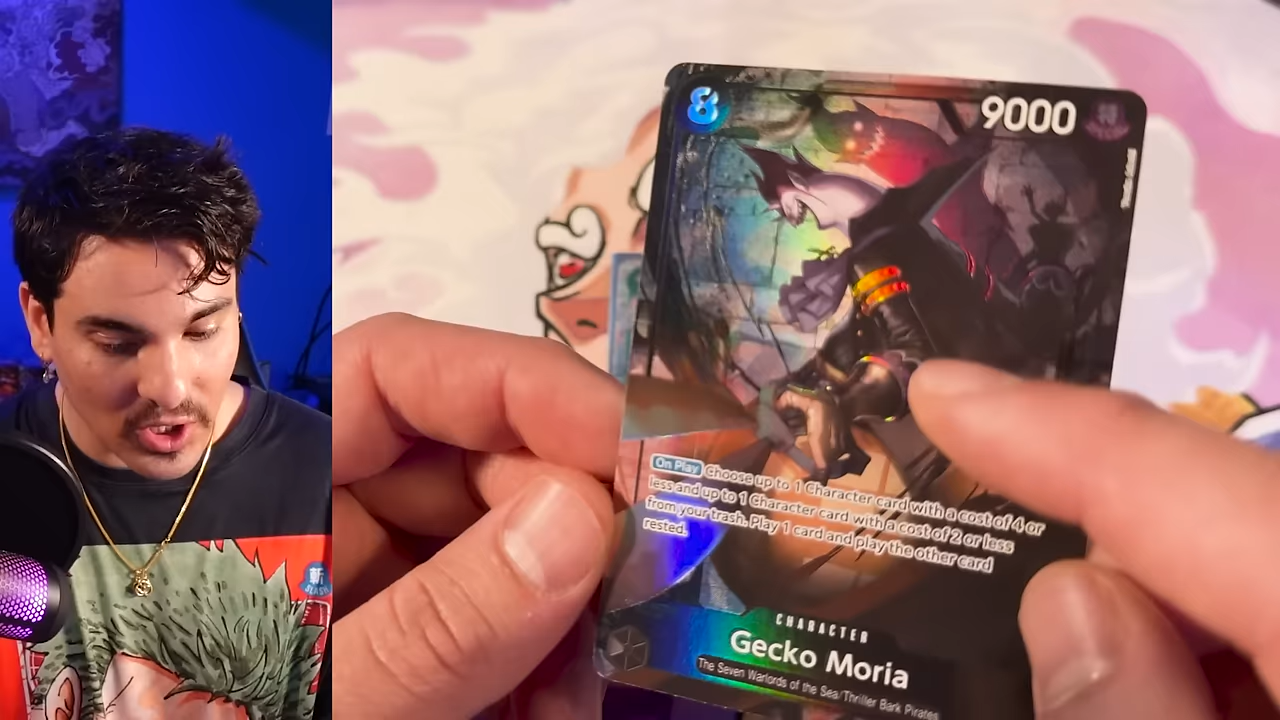 8
9000
On Play Choose up to 1 Character card with a cost of 4 or
less and up to 1 Character card with a cost of 2 or less
from your trash. Play 1 card and play the other card
rested.
CHARACTER
Gecko Moria
The Seven Warlords of the Sea/Thriller Bark Pirates
斬
SLASH